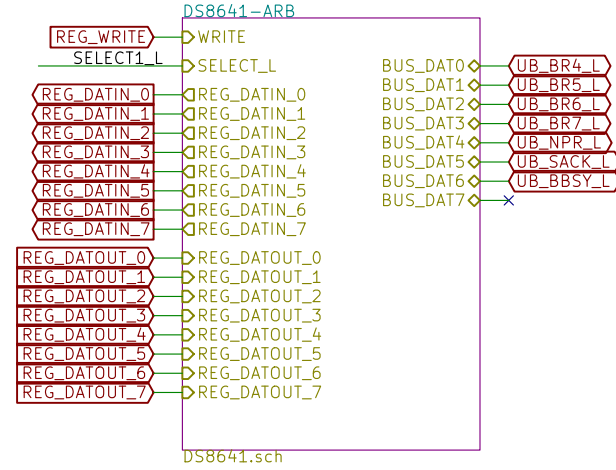 DS8641-ARB
REG_WRITE WRITE
SELECT1_L SELECT_L
BUS_DAT0 UB_BR4_L
BUS_DAT1 UB_BR5_L
REG_DATIN_0 REG_DATIN_0
BUS_DAT2 UB_BR6_L
REG_DATIN_1 REG_DATIN_1
BUS_DAT3 UB_BR7_L
REG_DATIN_2 REG_DATIN_2
BUS_DAT4 UB_NPR_L
REG_DATIN_3 REG_DATIN_3
BUS_DAT5 UB_SACK_L
REG_DATIN_4 REG_DATIN_4
BUS_DAT6 UB_BBSY_L
REG_DATIN_5 REG_DATIN_5
BUS_DAT7
REG_DATIN_6 REG_DATIN_6
REG_DATIN_7 REG_DATIN_7
REG_DATOUT_0 REG_DATOUT_0
REG_DATOUT_1 REG_DATOUT_1
REG_DATOUT_2 REG_DATOUT_2
REG_DATOUT_3 REG_DATOUT_3
REG_DATOUT_4 REG_DATOUT_4
REG_DATOUT_5 REG_DATOUT_5
REG_DATOUT_6 REG_DATOUT_6
REG_DATOUT_7 REG_DATOUT_7
DS8641.sch